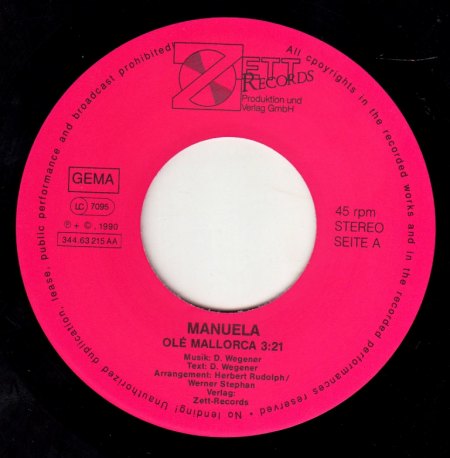 All cpoyrights in the recorded works and in the recorded performances reserved · No lending! Unauthorized duplication, lease, public performance and broadcast prohibited!
ZETT
RECORDS
Produktion und
Verlag GmbH
GEMA
LC 7095
℗ + ©, 1990
344.63 215 AA
45 rpm
STEREO
SEITE A
MANUELA
OLÉ MALLORCA 3:21
Musik: D. Wegener
Text: D. Wegener
Arrangement: Herbert Rudolph/
Werner Stephan
Verlag:
Zett-Records